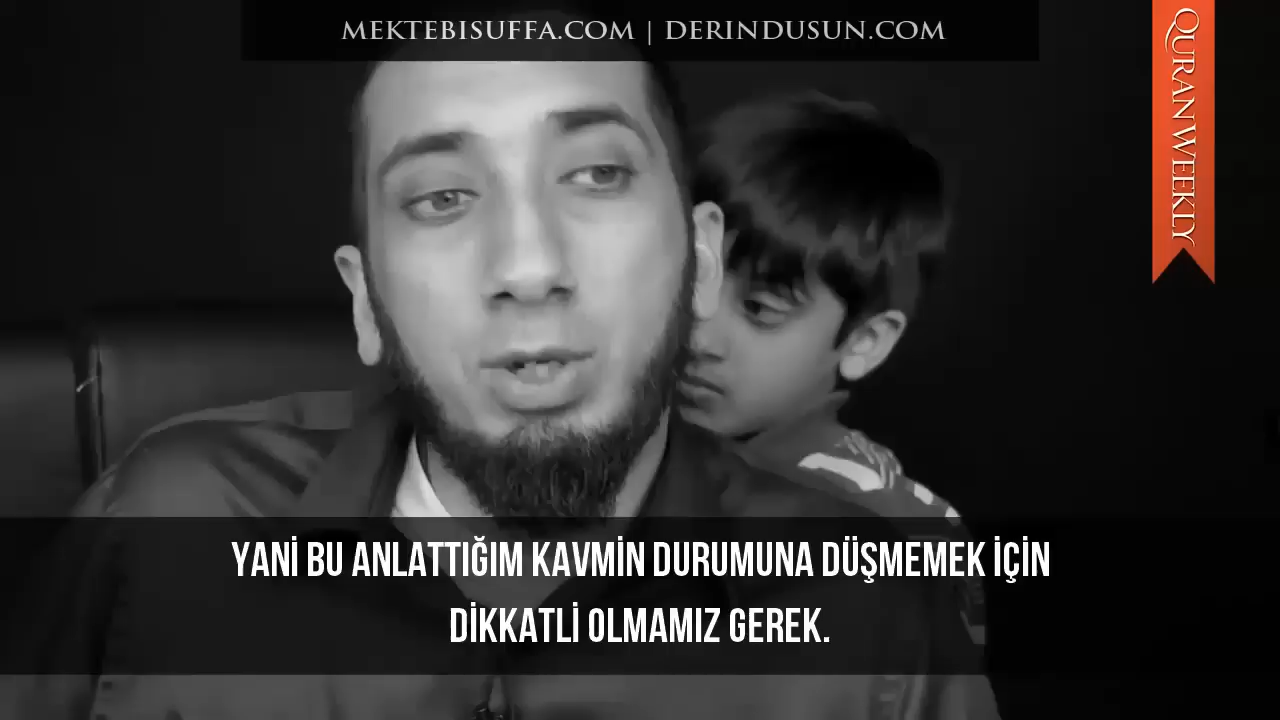 MEKTEBISUFFA.COM | DERINDUSUN.COM
QURAN WEEKLY
YANİ BU ANLATTIĞIM KAVMİN DURUMUNA DÜŞMEMEK İÇİN
DİKKATLİ OLMAMIZ GEREK.